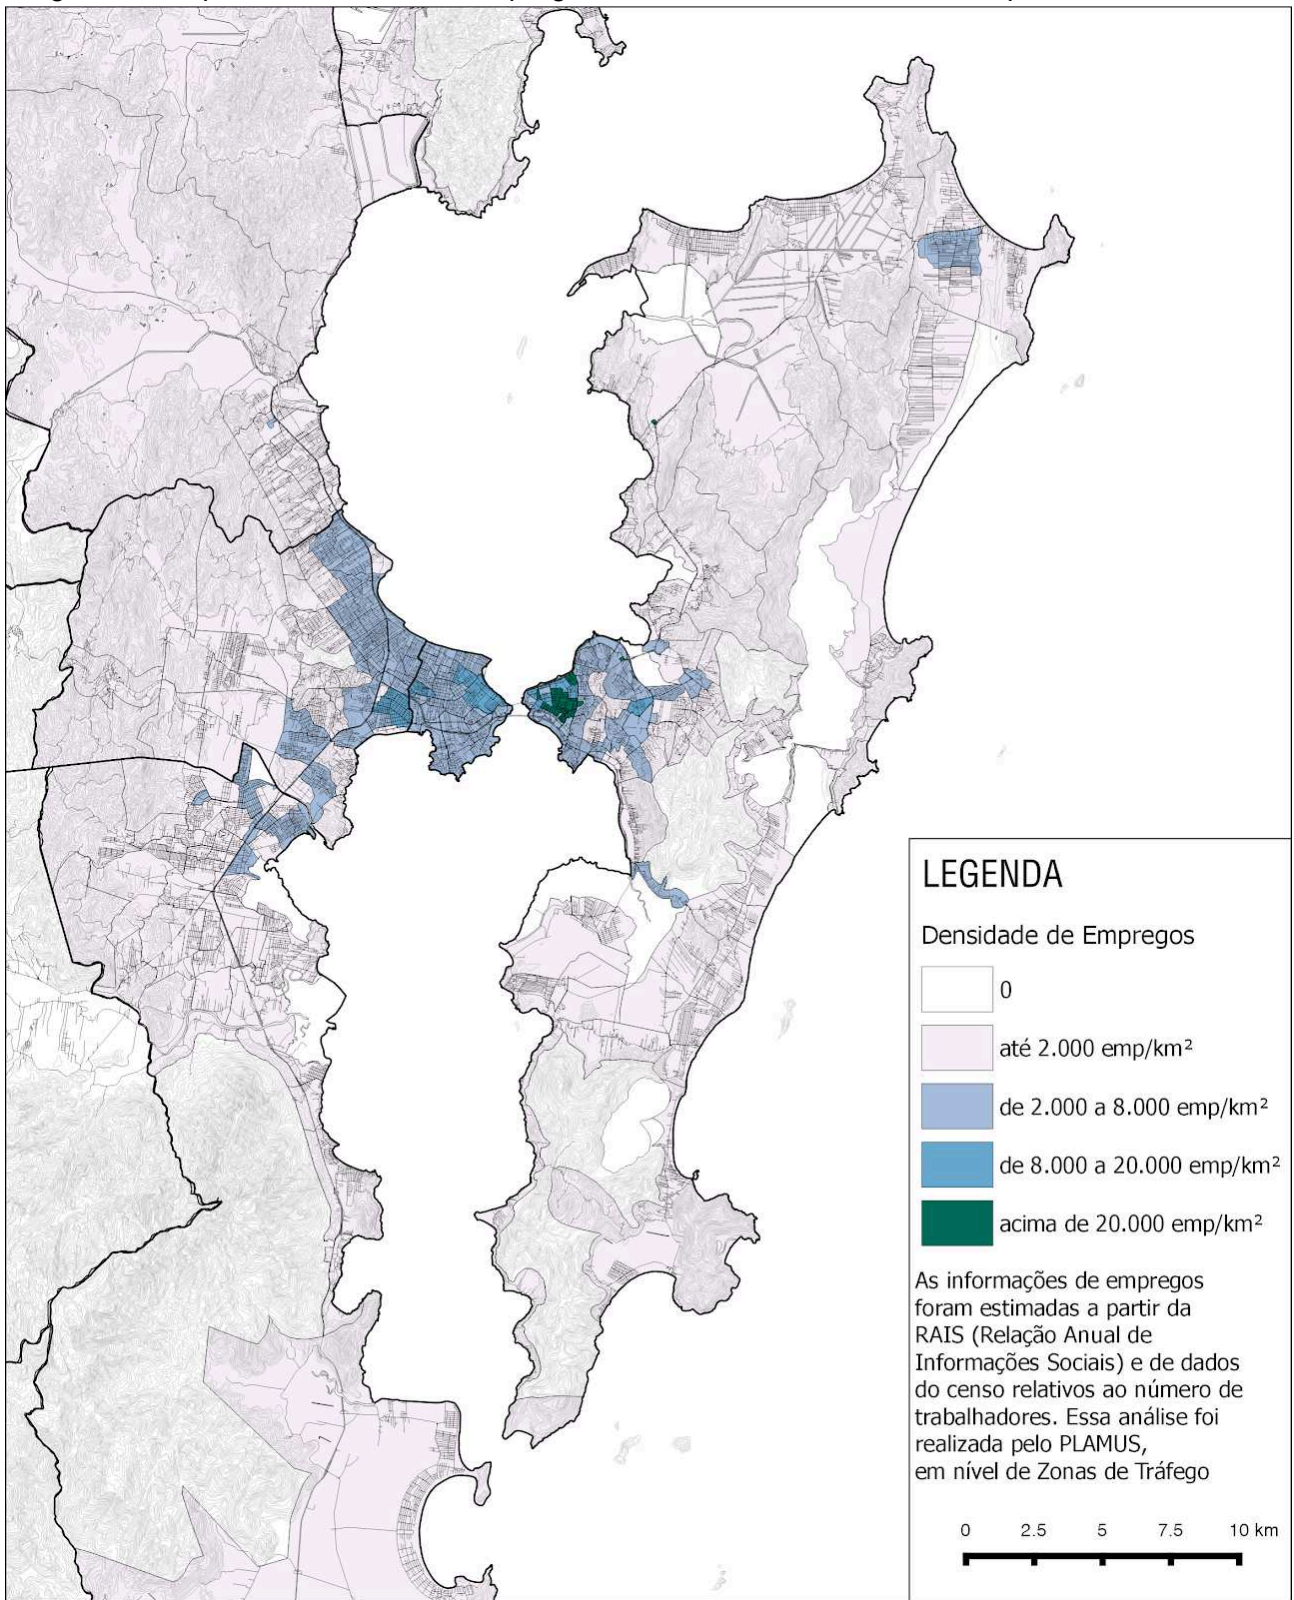 LEGENDA
Densidade de Empregos
0
até 2.000 emp/km²
de 2.000 a 8.000 emp/km²
de 8.000 a 20.000 emp/km²
acima de 20.000 emp/km²
As informações de empregos
foram estimadas a partir da
RAIS (Relação Anual de
Informações Sociais) e de dados
do censo relativos ao número de
trabalhadores. Essa análise foi
realizada pelo PLAMUS,
em nível de Zonas de Tráfego
0 2.5 5 7.5 10 km